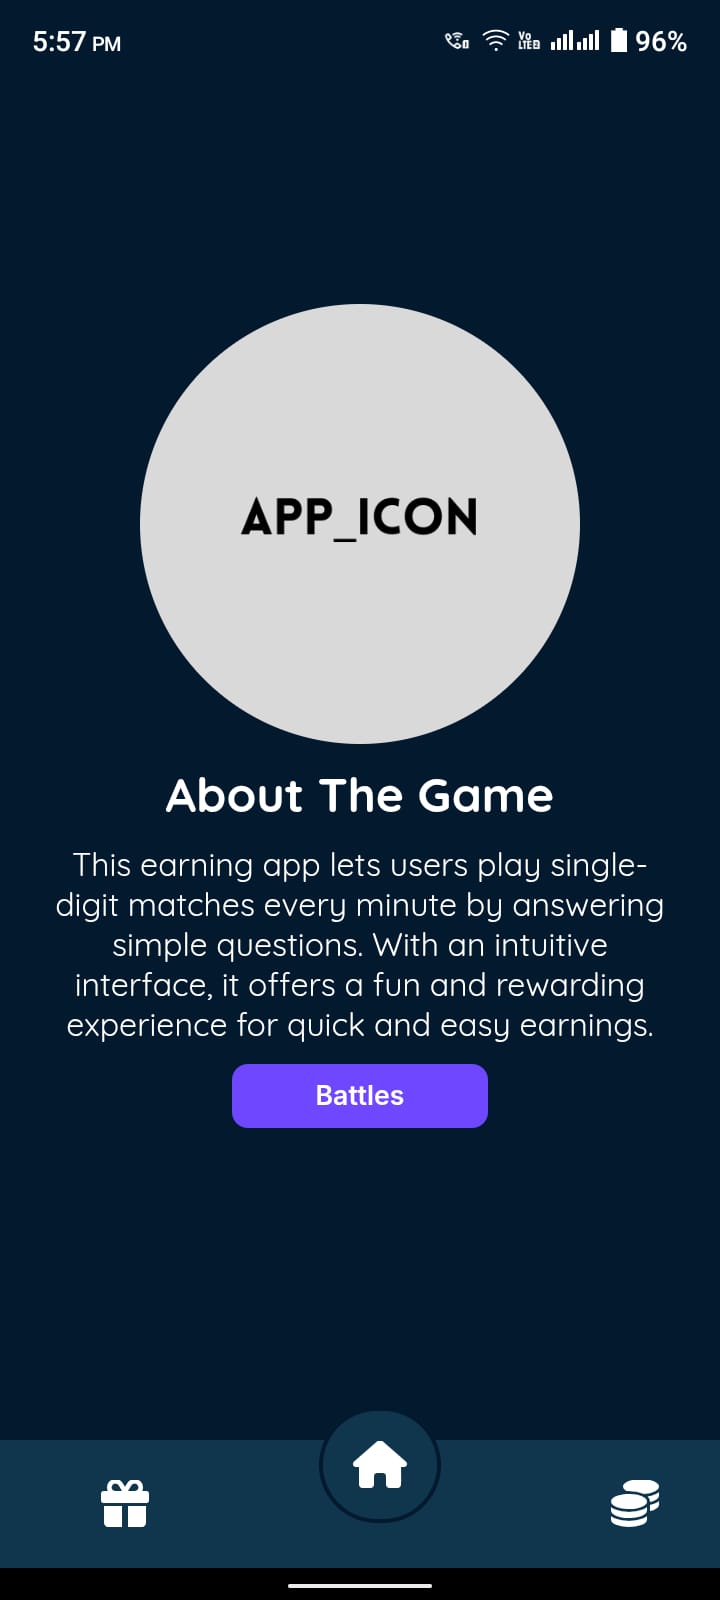 5:57 PM
Vo LTE2 96%
APP_ICON
About The Game
This earning app lets users play single-
digit matches every minute by answering
simple questions. With an intuitive
interface, it offers a fun and rewarding
experience for quick and easy earnings.
Battles